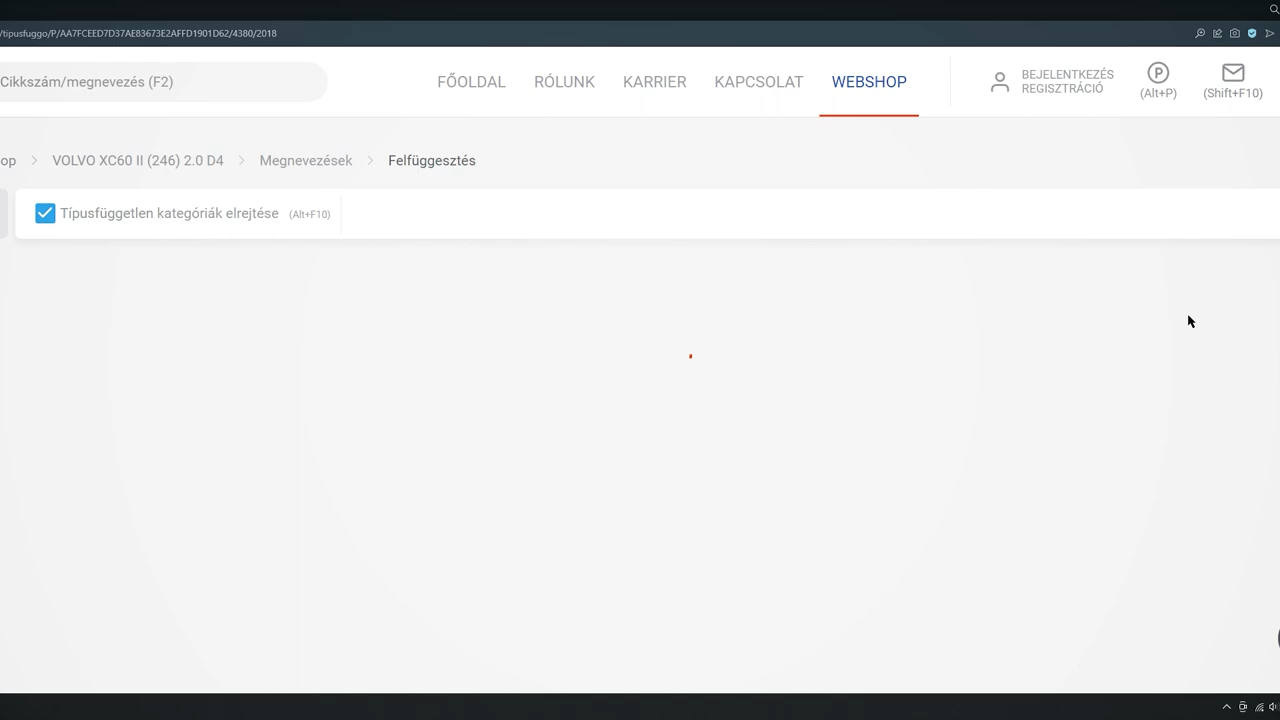 /tipusfuggo/P/AA7FCEED7D37AE83673E2AFFD1901D62/4380/2018
Cikkszám/megnevezés (F2)
FŐOLDAL
RÓLUNK
KARRIER
KAPCSOLAT
WEBSHOP
BEJELENTKEZÉS
REGISZTRÁCIÓ
P
(Alt+P)
(Shift+F10)
op > VOLVO XC60 II (246) 2.0 D4 > Megnevezések > Felfüggesztés
Típusfüggetlen kategóriák elrejtése (Alt+F10)